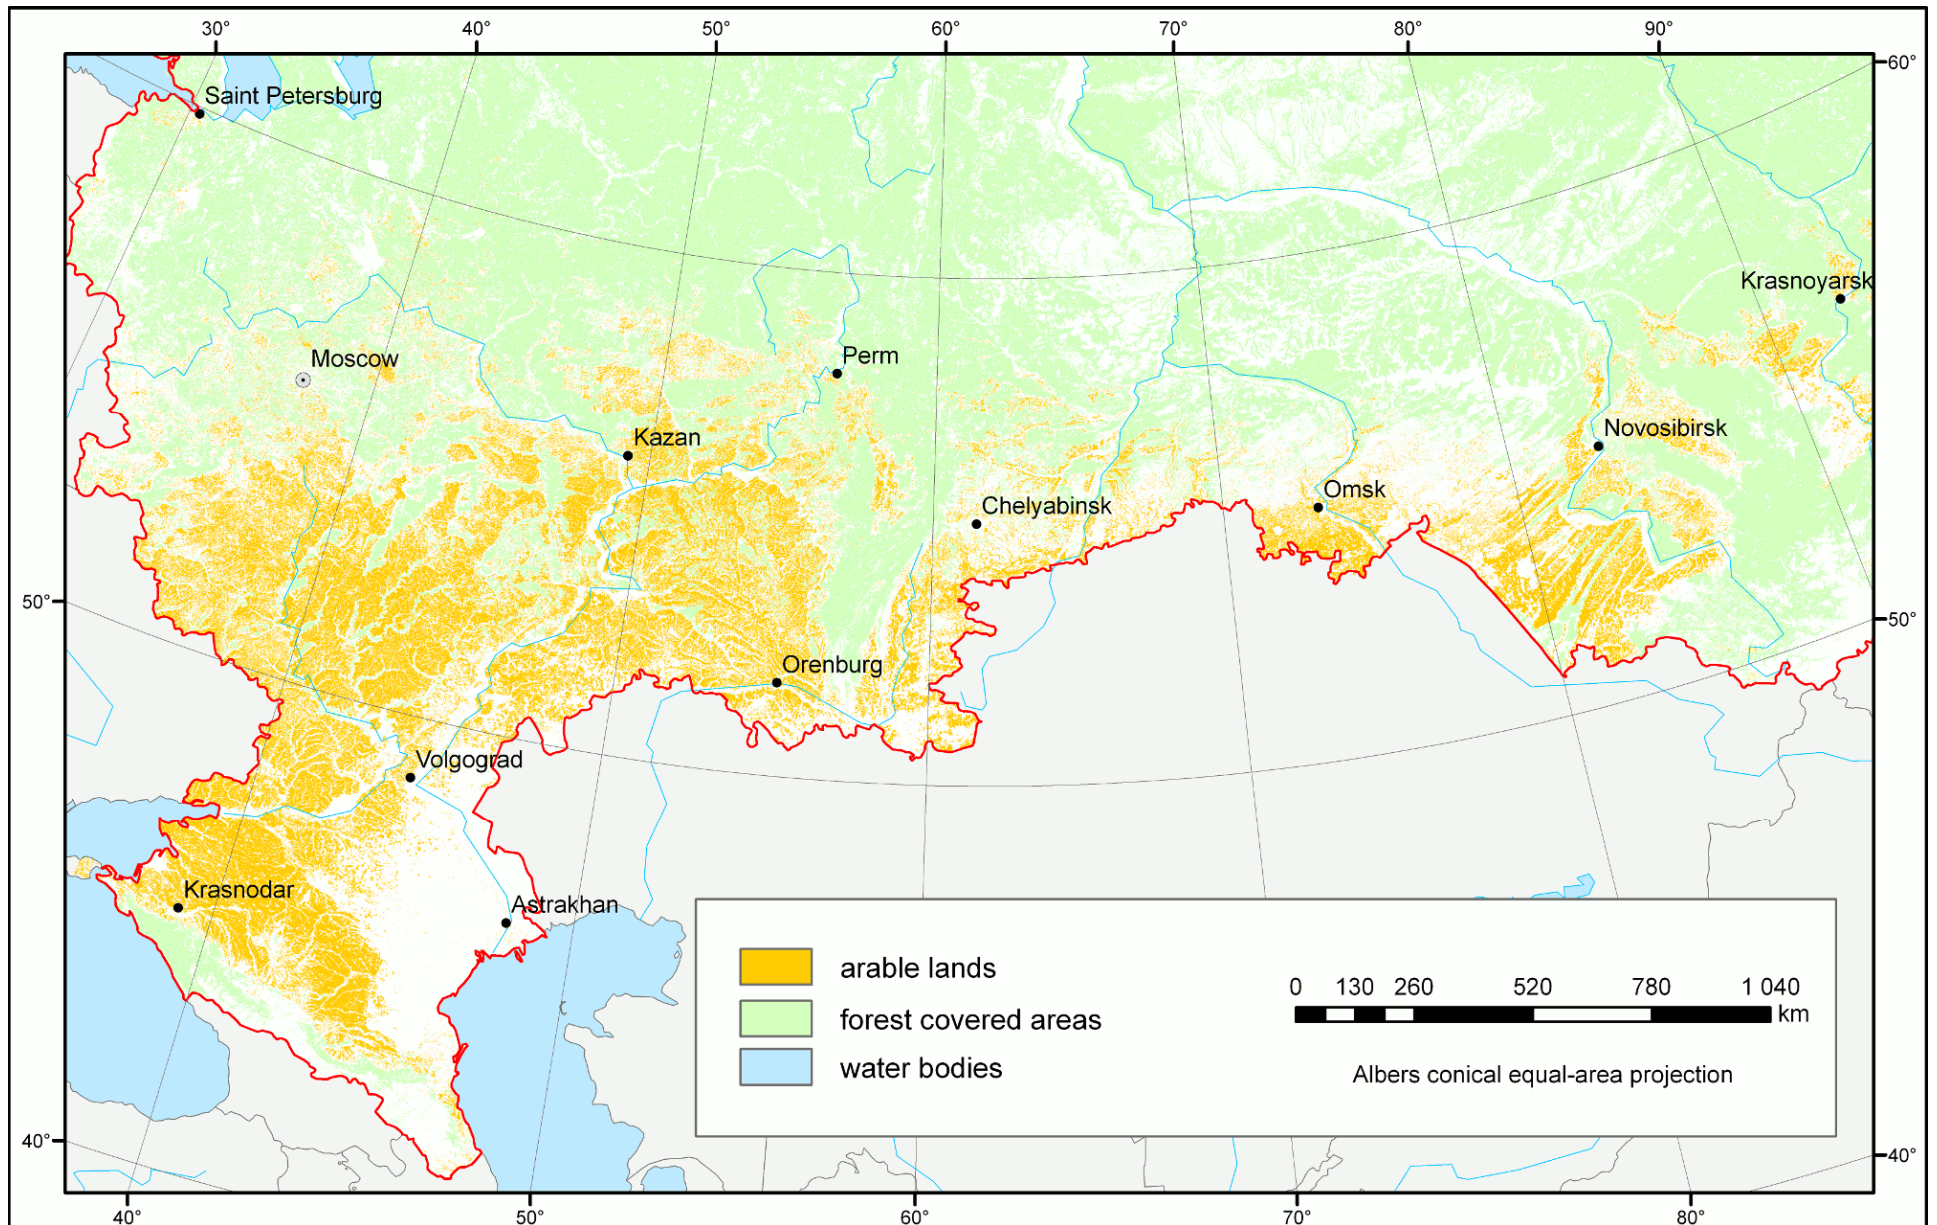 30° 40° 50° 60° 70° 80° 90°
60°
Saint Petersburg
Krasnoyarsk
Moscow
Perm
Kazan
Novosibirsk
Omsk
Chelyabinsk
50°
50°
Orenburg
Volgograd
Krasnodar
Astrakhan
arable lands
forest covered areas
water bodies
0 130 260 520 780 1 040
km
Albers conical equal-area projection
40°
40°
40° 50° 60° 70° 80°